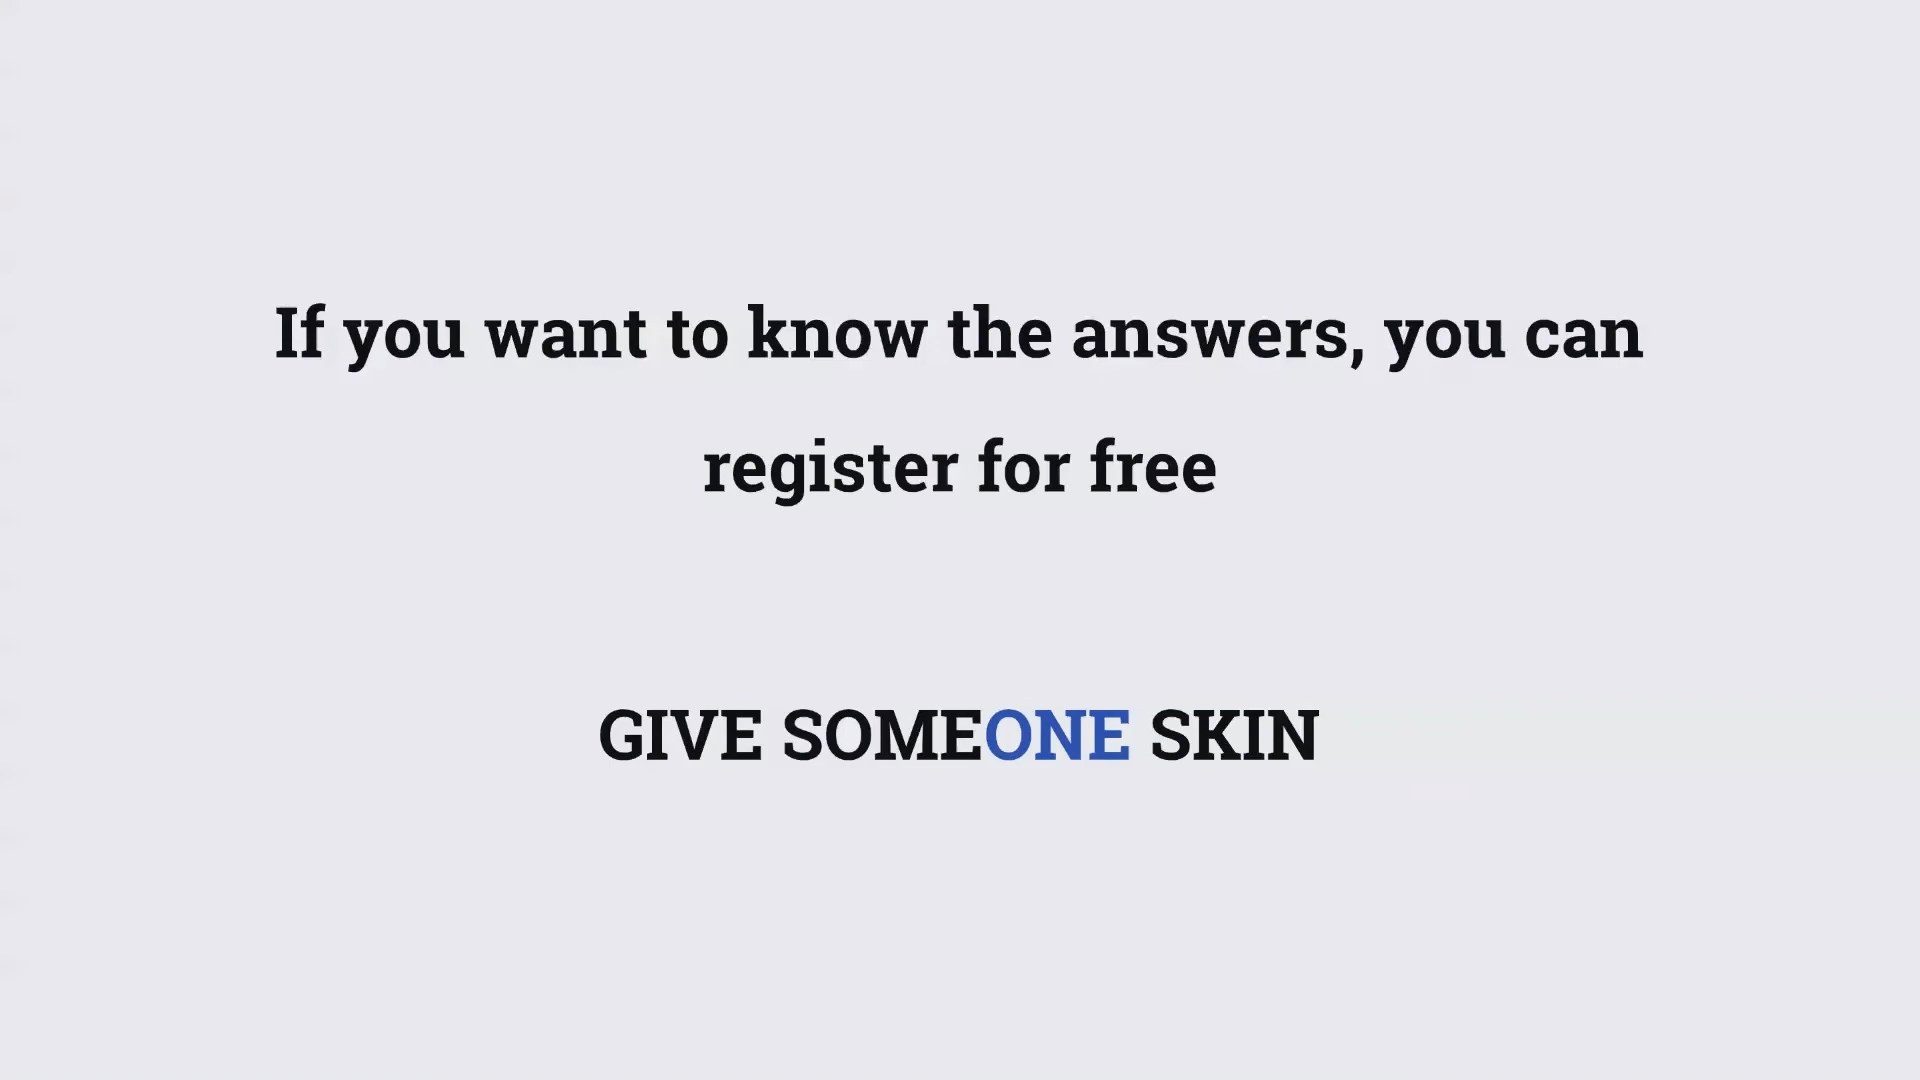 If you want to know the answers, you can
register for free
GIVE SOMEONE SKIN